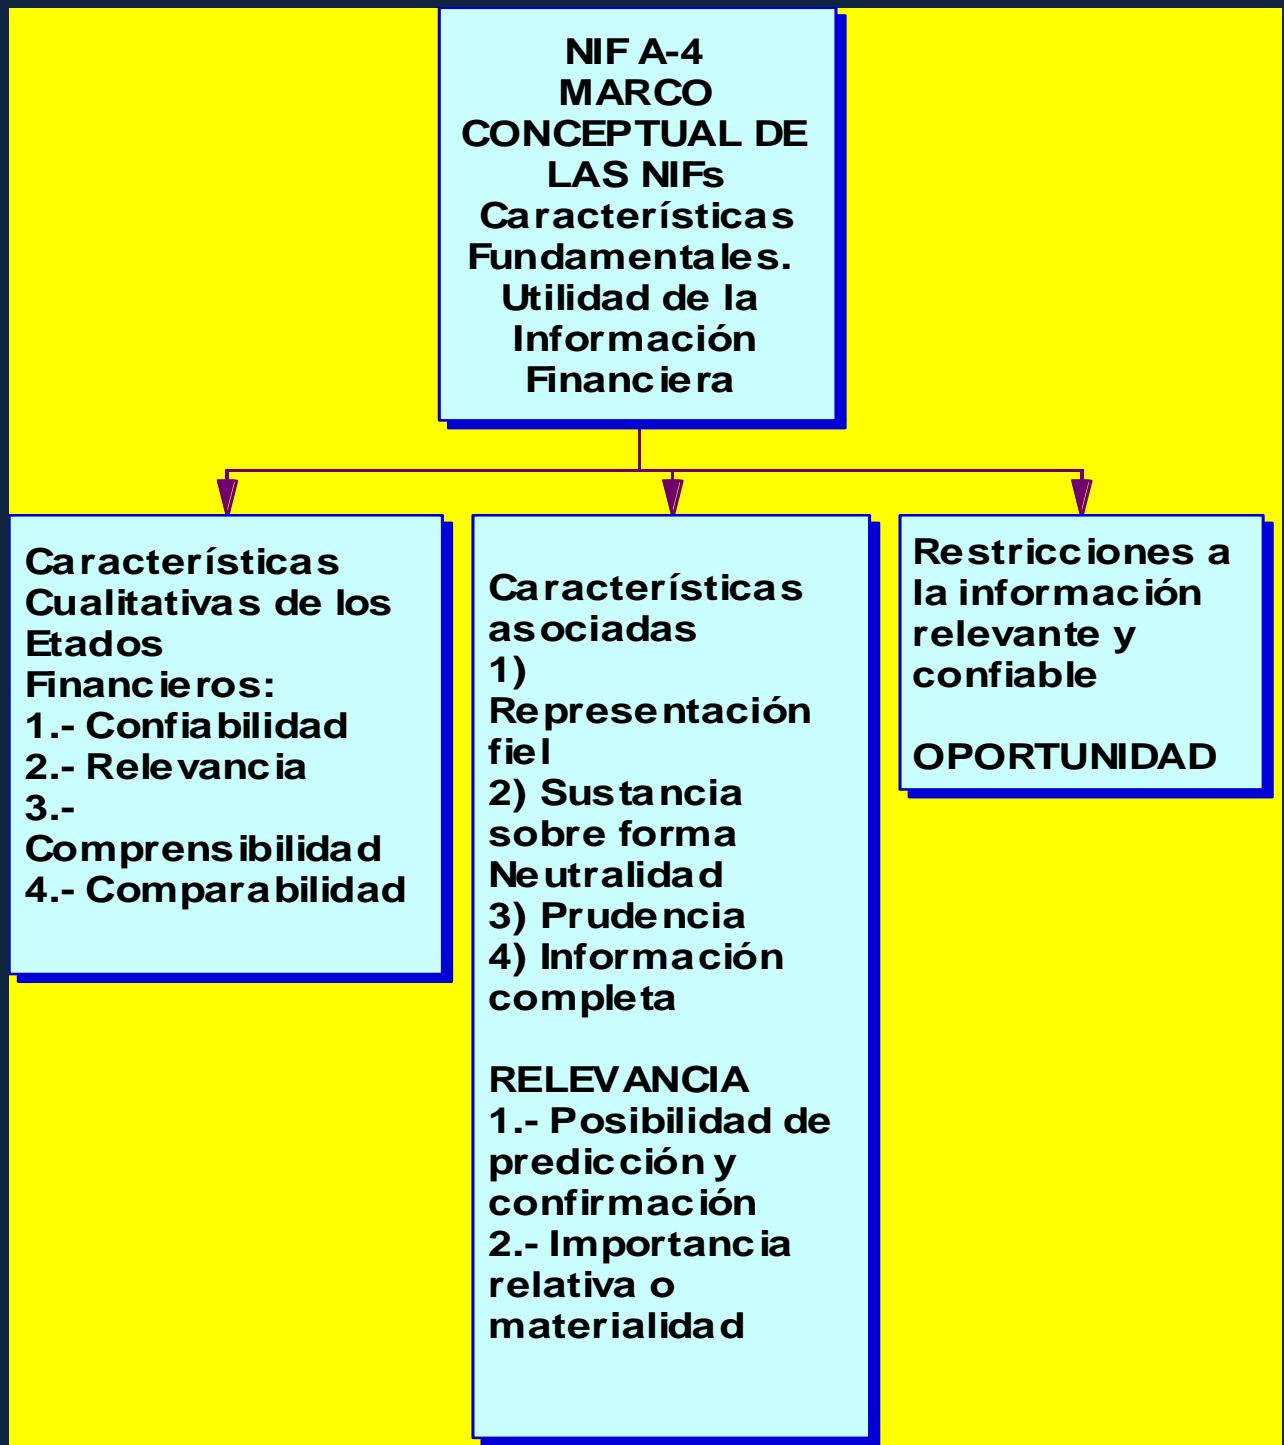 NIF A-4
MARCO
CONCEPTUAL DE
LAS NIFs
Características
Fundamentales.
Utilidad de la
Información
Financiera
Características
Cualitativas de los
Etados
Financieros:
1.- Confiabilidad
2.- Relevancia
3.-
Comprensibilidad
4.- Comparabilidad
Características
asociadas
1)
Representación
fiel
2) Sustancia
sobre forma
Neutralidad
3) Prudencia
4) Información
completa
RELEVANCIA
1.- Posibilidad de
predicción y
confirmación
2.- Importancia
relativa o
materialidad
Restricciones a
la información
relevante y
confiable
OPORTUNIDAD